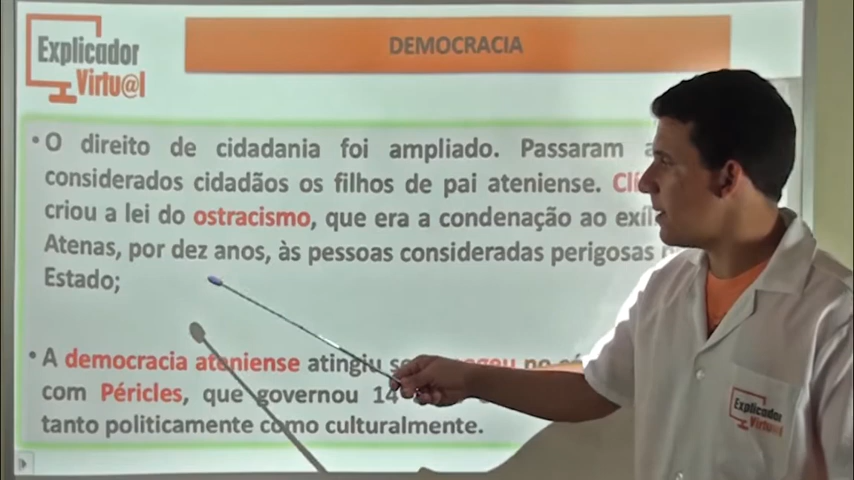 Explicador
Virtu@l
DEMOCRACIA
• O direito de cidadania foi ampliado. Passaram a
considerados cidadãos os filhos de pai ateniense.
criou a lei do ostracismo, que era a condenação ao
Atenas, por dez anos, às pessoas consideradas perigosas
Estado;
• A democracia ateniense atingiu
com Péricles, que governou
tanto politicamente como culturalmente.
Explicador
Virtu@l